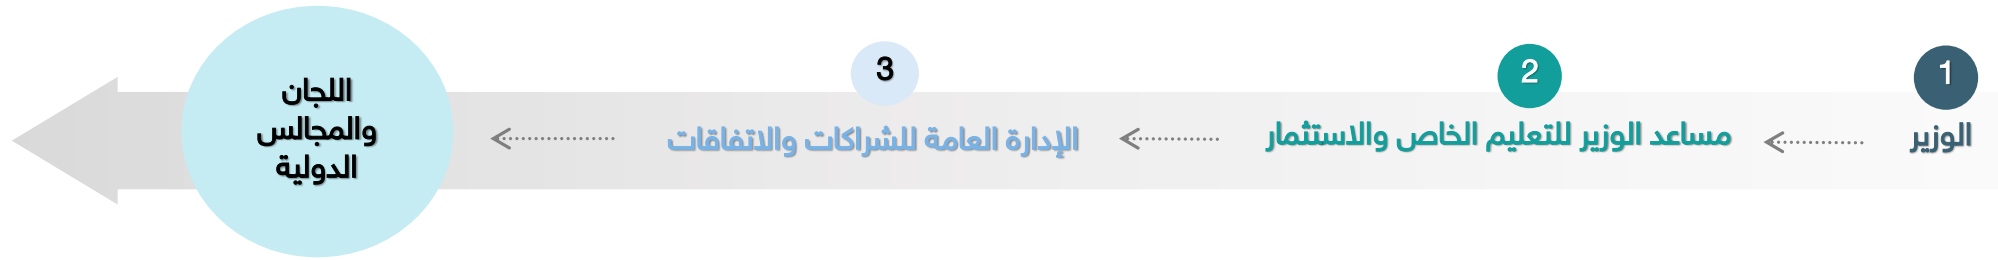 1
الوزير
2
مساعد الوزير للتعليم الخاص والاستثمار
3
الإدارة العامة للشراكات والاتفاقات
اللجان
والمجالس
الدولية